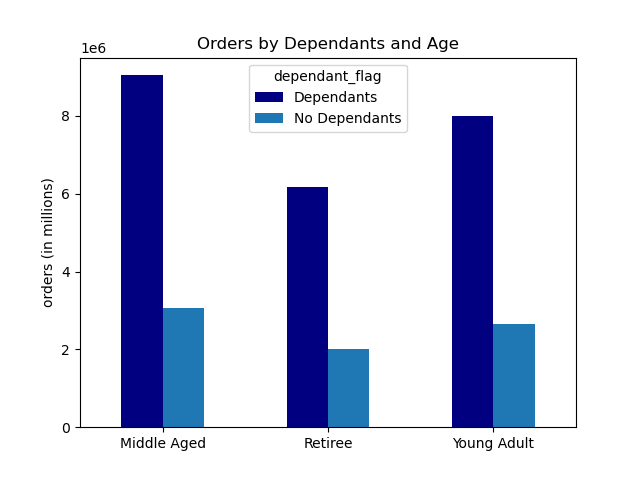 Orders by Dependants and Age
1e6
dependant_flag
Dependants
No Dependants
8
6
4
2
0
orders (in millions)
Middle Aged
Retiree
Young Adult